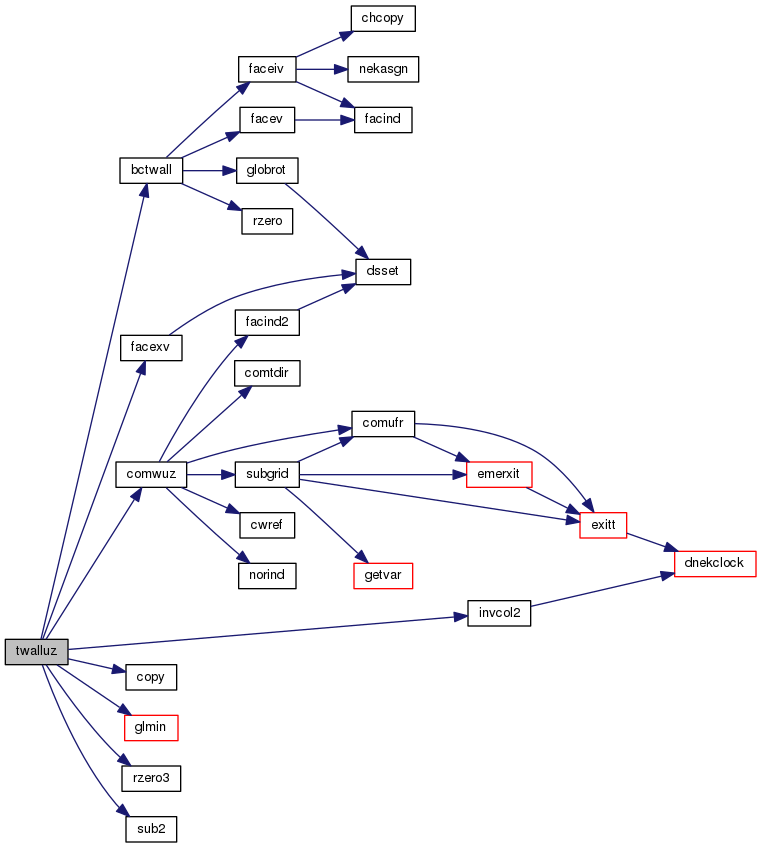 chcopy
faceiv
nekasgn
facev
facind
bctwall
globrot
rzero
dsset
facind2
facexv
comtdir
comufr
comwuz
subgrid
emerxit
cwref
exitt
dnekclock
norind
getvar
invcol2
twalluz
copy
glmin
rzero3
sub2